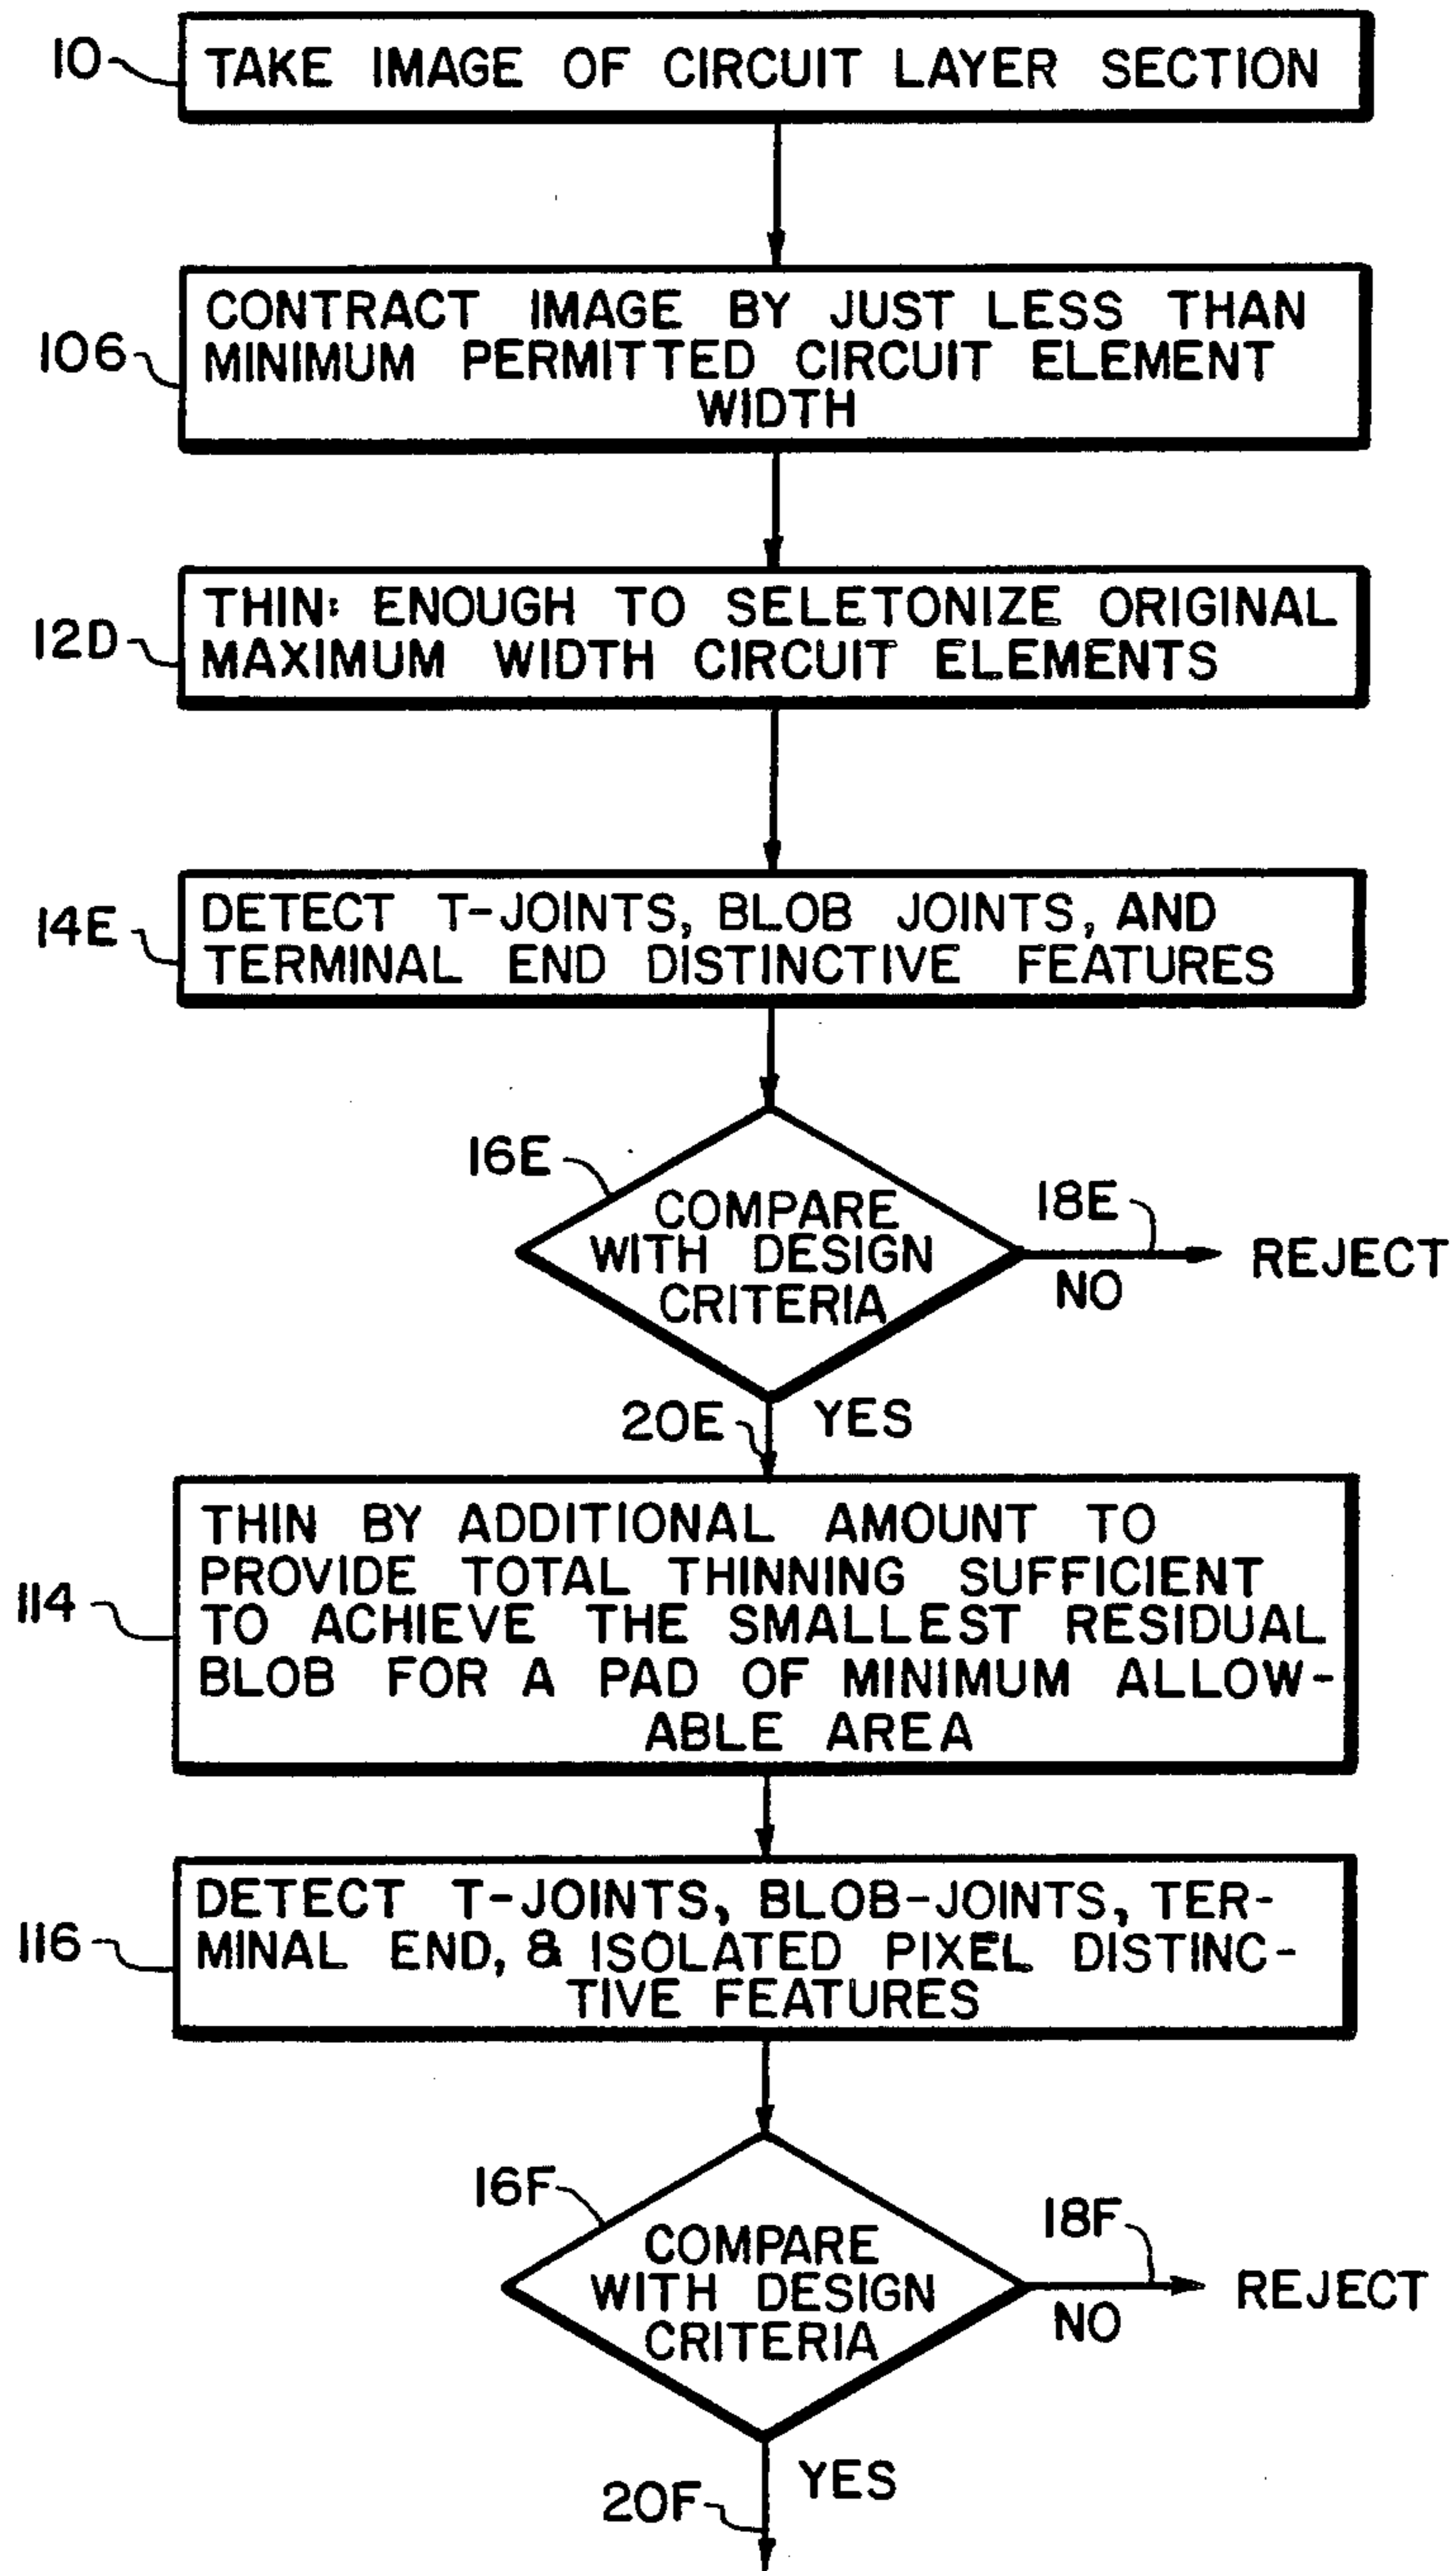 10
TAKE IMAGE OF CIRCUIT LAYER SECTION
106
CONTRACT IMAGE BY JUST LESS THAN
MINIMUM PERMITTED CIRCUIT ELEMENT
WIDTH
12D
THIN: ENOUGH TO SELETONIZE ORIGINAL
MAXIMUM WIDTH CIRCUIT ELEMENTS
14E
DETECT T-JOINTS, BLOB JOINTS, AND
TERMINAL END DISTINCTIVE FEATURES
16E
COMPARE
WITH DESIGN
CRITERIA
18E
NO
REJECT
20E
YES
114
THIN BY ADDITIONAL AMOUNT TO
PROVIDE TOTAL THINNING SUFFICIENT
TO ACHIEVE THE SMALLEST RESIDUAL
BLOB FOR A PAD OF MINIMUM ALLOW-
ABLE AREA
116
DETECT T-JOINTS, BLOB-JOINTS, TER-
MINAL END, & ISOLATED PIXEL DISTINC-
TIVE FEATURES
16F
COMPARE
WITH DESIGN
CRITERIA
18F
NO
REJECT
YES
20F